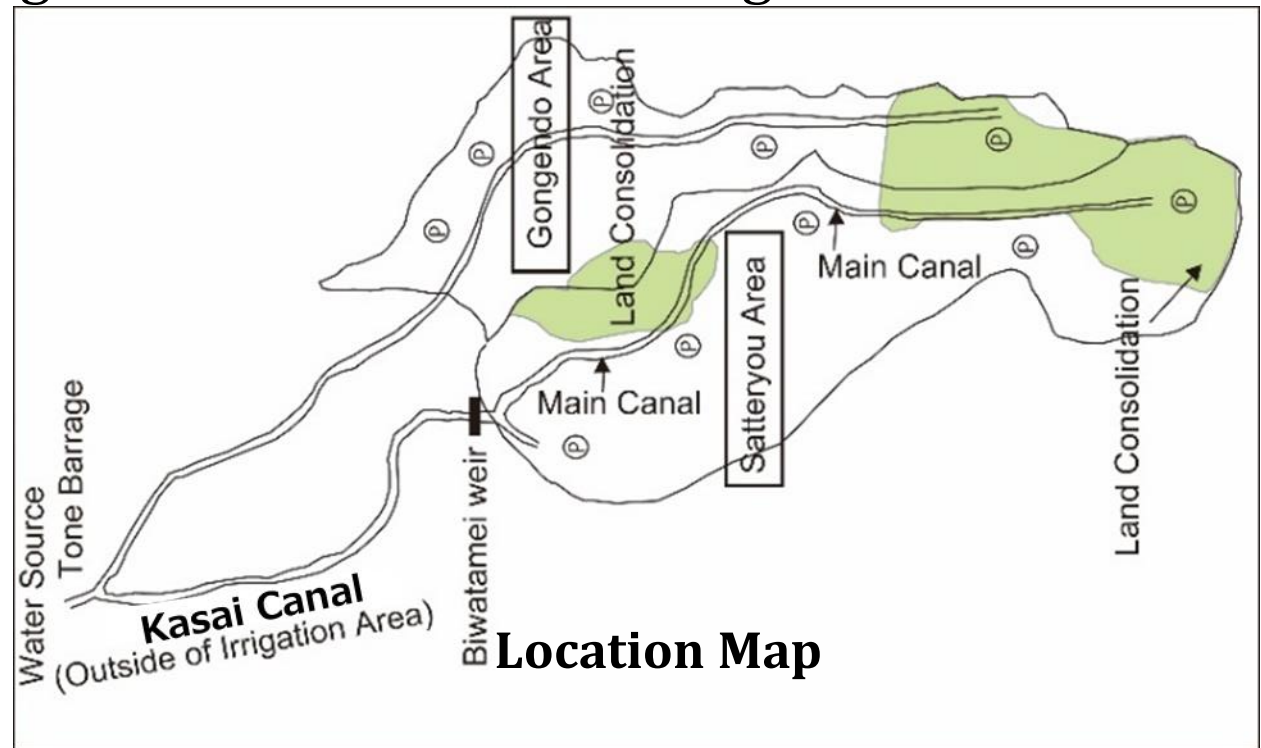 Gongendo Area
Land Consolidation
Ⓟ
Ⓟ
Ⓟ
Ⓟ
Ⓟ
Ⓟ
Ⓟ
Ⓟ
Main Canal
Satteryou Area
Ⓟ
Main Canal
Ⓟ
Land Consolidation
Water Source
Tone Barrage
Biwatamei weir
Kasai Canal
(Outside of Irrigation Area)
Location Map